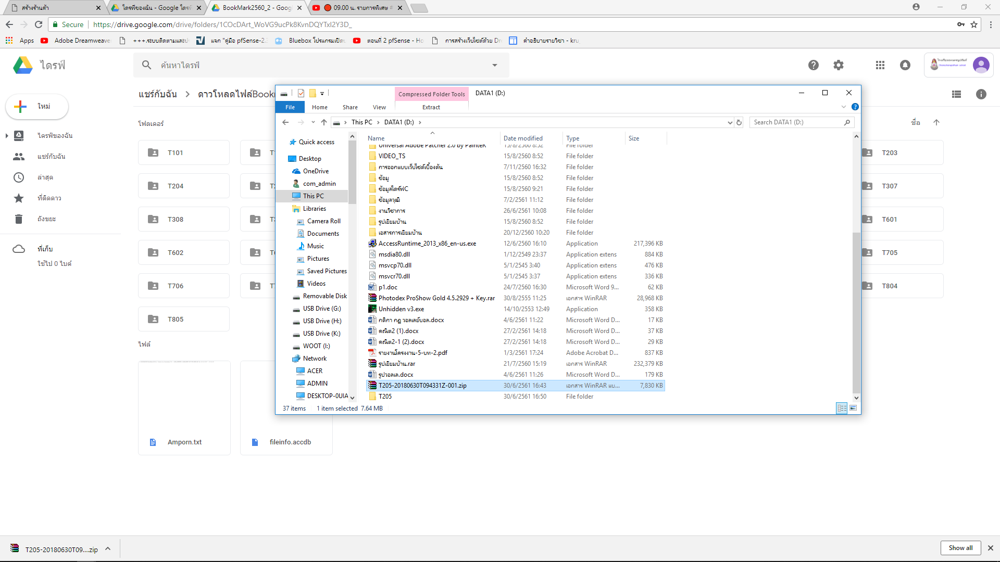 สร้างร้านค้า
ไดรฟ์ของฉัน - Google ไดรฟ์
BookMark2560_2 - Goog
09.00 น. รายการพิเศษ
Secure
https://drive.google.com/drive/folders/1COcDArt_WoVG9ucPk8KvnDQYTxl2Y3D_
Apps
Adobe Dreamweave
+++.ระบบติดตามและป
แจก "คู่มือ pfSense-2.
Bluebox โปรแกรมเปิด
ตอนที่ 2 pfSense - Ho
การสร้างเว็บไซต์ด้วย Dr
คำอธิบายรายวิชา - kru
ไดรฟ์
ค้นหาไดรฟ์
แชร์กับฉัน
ดาวโหลดไฟล์Book
ใหม่
ไดรฟ์ของฉัน
แชร์กับฉัน
ล่าสุด
ที่ติดดาว
ถังขยะ
ที่เก็บ
ใช้ไป 0 ไบต์
โฟลเดอร์
ชื่อ
T101
T203
T204
T307
T308
T601
T602
T705
T706
T804
T805
ไฟล์
Amporn.txt
fileinfo.accdb
Compressed Folder Tools
DATA1 (D:)
File
Home
Share
View
Extract
This PC
DATA1 (D:)
Search DATA1 (D:)
Quick access
Desktop
OneDrive
com_admin
This PC
Libraries
Camera Roll
Documents
Music
Pictures
Saved Pictures
Videos
Removable Disk
USB Drive (G:)
USB Drive (H:)
USB Drive (K:)
WOOT (I:)
Network
ACER
ADMIN
DESKTOP-0UIA
Name Date modified Type Size
Universal Adobe Patcher 2.0 by PainteR 15/8/2560 8:52 File folder
VIDEO_TS 15/8/2560 8:52 File folder
การออกแบบเว็บไซต์เบื้องต้น 7/11/2560 16:32 File folder
ข้อมู 15/8/2560 8:52 File folder
ข้อมูลไดร์ฟC 15/8/2560 9:21 File folder
ข้อมูลวุฒิ 7/2/2561 11:12 File folder
งานวิชาการ 26/6/2561 10:08 File folder
รูปเยี่ยมบ้าน 15/8/2560 8:52 File folder
เอสารการเยี่ยมบ้าน 20/12/2560 10:20 File folder
AccessRuntime_2013_x86_en-us.exe 12/6/2560 16:10 Application 217,396 KB
msdia80.dll 1/12/2549 23:37 Application extens 884 KB
msvcp70.dll 5/1/2545 3:40 Application extens 476 KB
msvcr70.dll 5/1/2545 3:37 Application extens 336 KB
p1.doc 24/7/2560 16:30 Microsoft Word 9... 62 KB
Photodex ProShow Gold 4.5.2929 + Key.rar 30/8/2555 11:25 เอกสาร WinRAR 28,968 KB
Unhidden v3.exe 14/10/2553 12:49 Application 358 KB
กติกา กฎ วอลเลย์บอล.docx 4/6/2561 11:22 Microsoft Word D... 17 KB
คณิต2 (1).docx 27/2/2561 14:18 Microsoft Word D... 37 KB
คณิต2-1 (2).docx 27/2/2561 14:18 Microsoft Word D... 29 KB
รายงานโครงงาน-5-บท-2.pdf 1/3/2561 17:24 Adobe Acrobat D... 837 KB
รูปเยี่ยมบ้าน.rar 21/7/2560 15:19 เอกสาร WinRAR 232,379 KB
รูปวอลเล.docx 4/6/2561 11:26 Microsoft Word D... 179 KB
T205-20180630T094331Z-001.zip 30/6/2561 16:43 เอกสาร WinRAR แบ... 7,830 KB
T205 30/6/2561 16:50 File folder
37 items 1 item selected 7.64 MB
T205-20180630T09....zip
Show all